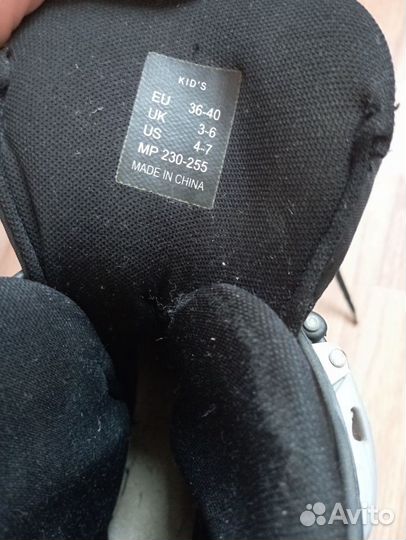 KID'S
EU 36-40
UK 3-6
US 4-7
MP 230-255
MADE IN CHINA
Avito